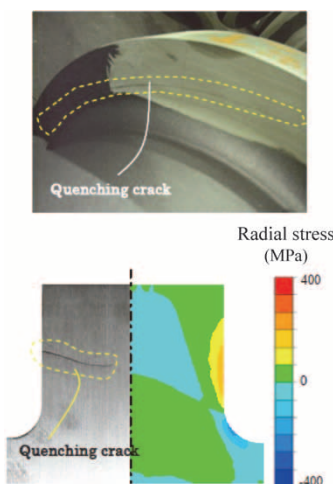 Quenching crack
Radial stress
(MPa)
400
0
Quenching crack
-400